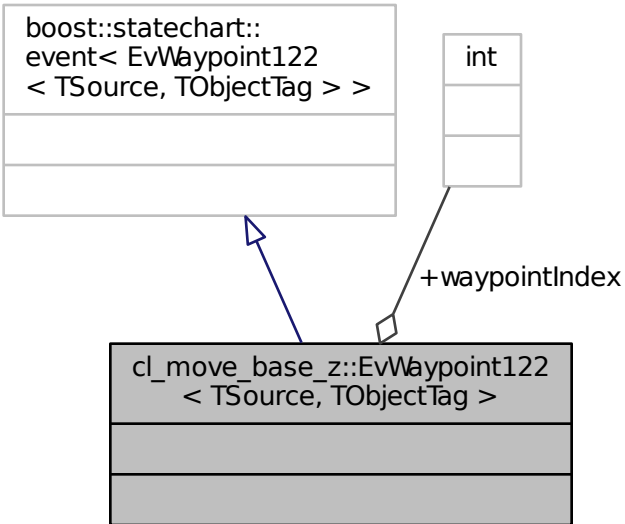 boost::statechart::
event< EvWaypoint122
< TSource, TObjectTag > >
int
+waypointIndex
cl_move_base_z::EvWaypoint122
< TSource, TObjectTag >